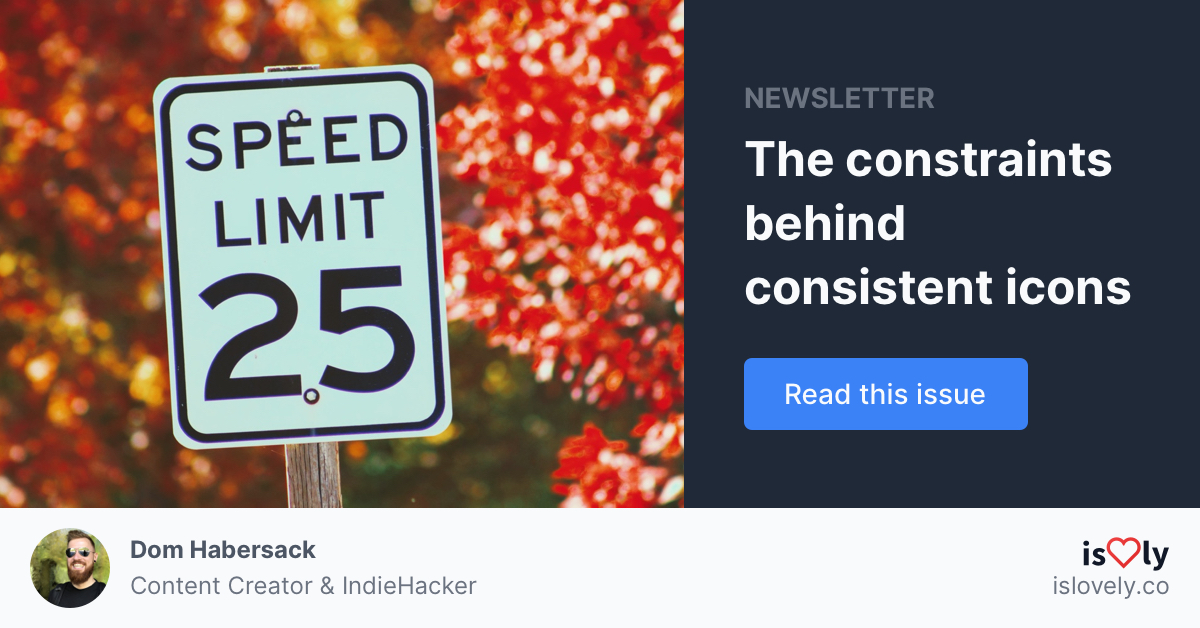 SPEED
LIMIT
25
NEWSLETTER
The constraints
behind
consistent icons
Read this issue
Dom Habersack
Content Creator & IndieHacker
is♡ly
islovely.co